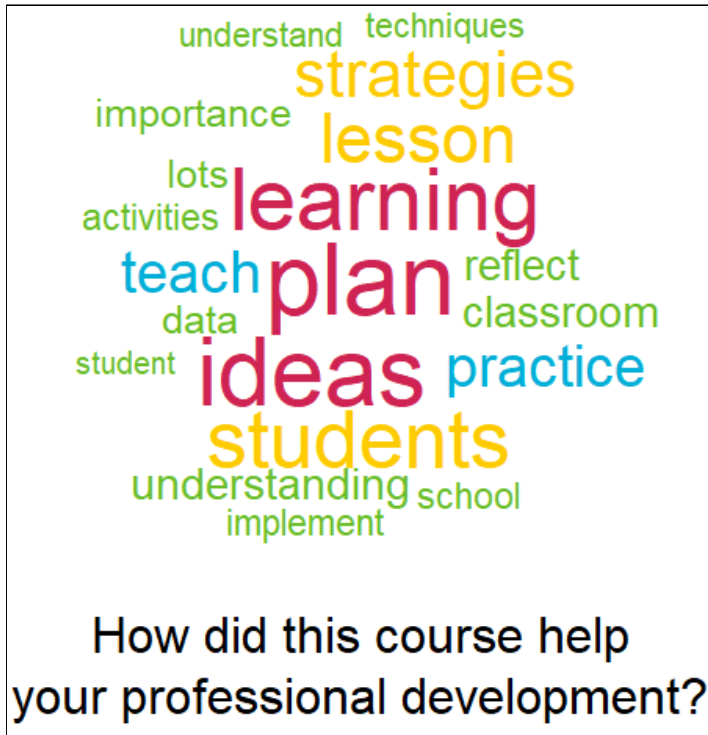 understand techniques
strategies
importance
lesson
lots
learning
activities
teach plan reflect
classroom
data
student ideas practice
students
understanding school
implement
How did this course help
your professional development?